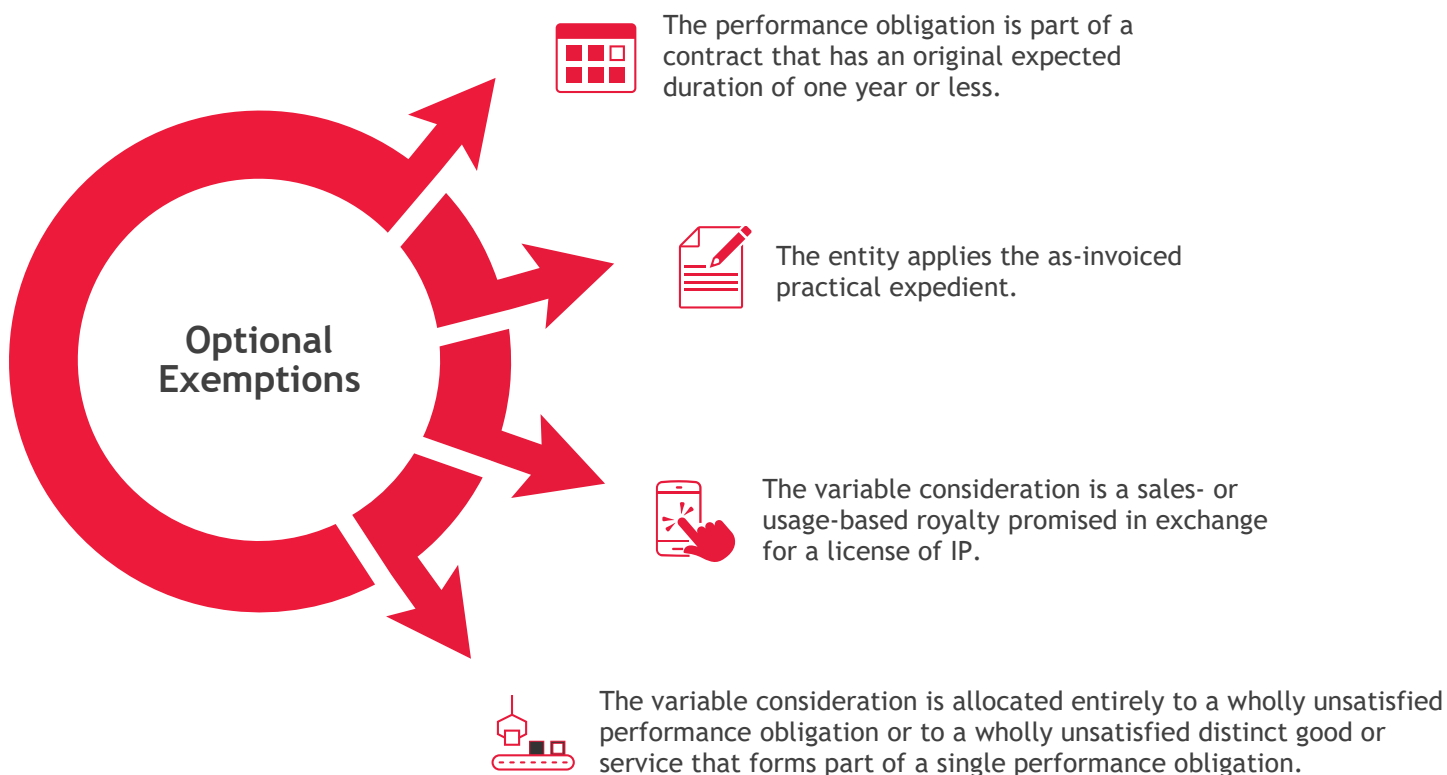 Optional
Exemptions
The performance obligation is part of a
contract that has an original expected
duration of one year or less.
The entity applies the as-invoiced
practical expedient.
The variable consideration is a sales- or
usage-based royalty promised in exchange
for a license of IP.
The variable consideration is allocated entirely to a wholly unsatisfied
performance obligation or to a wholly unsatisfied distinct good or
service that forms part of a single performance obligation.